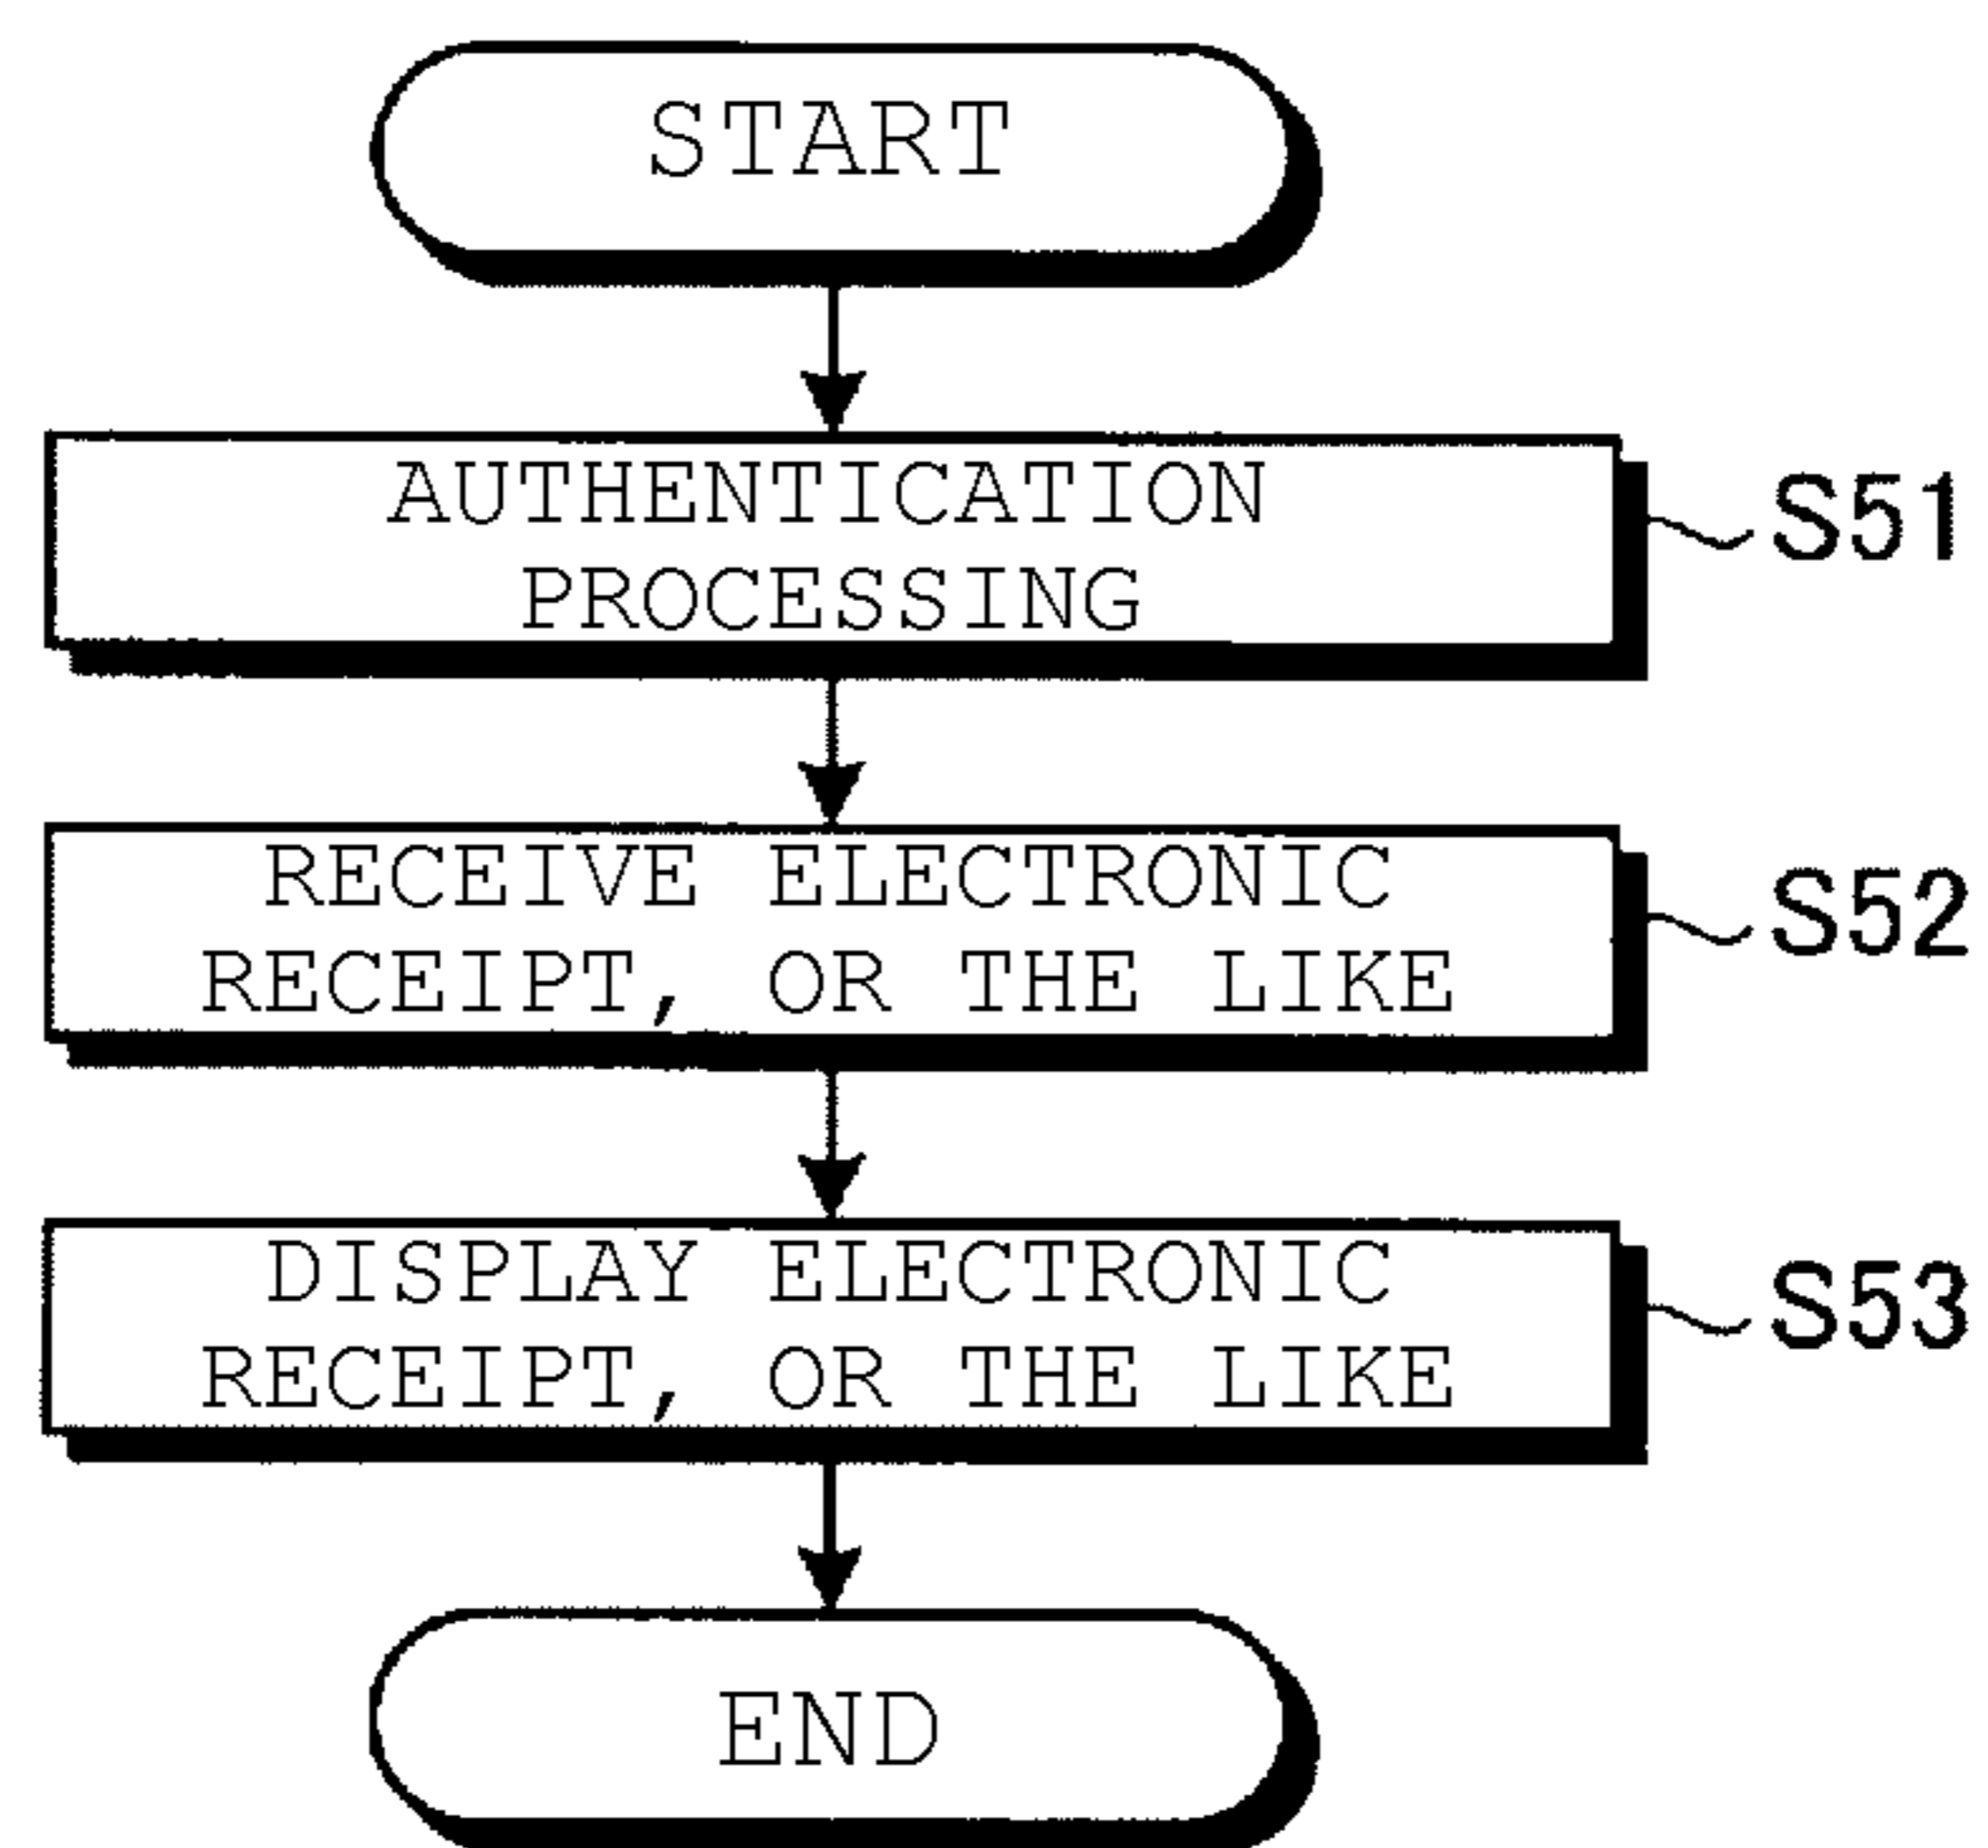 START
AUTHENTICATION
PROCESSING
S51
RECEIVE ELECTRONIC
RECEIPT, OR THE LIKE
S52
DISPLAY ELECTRONIC
RECEIPT, OR THE LIKE
S53
END